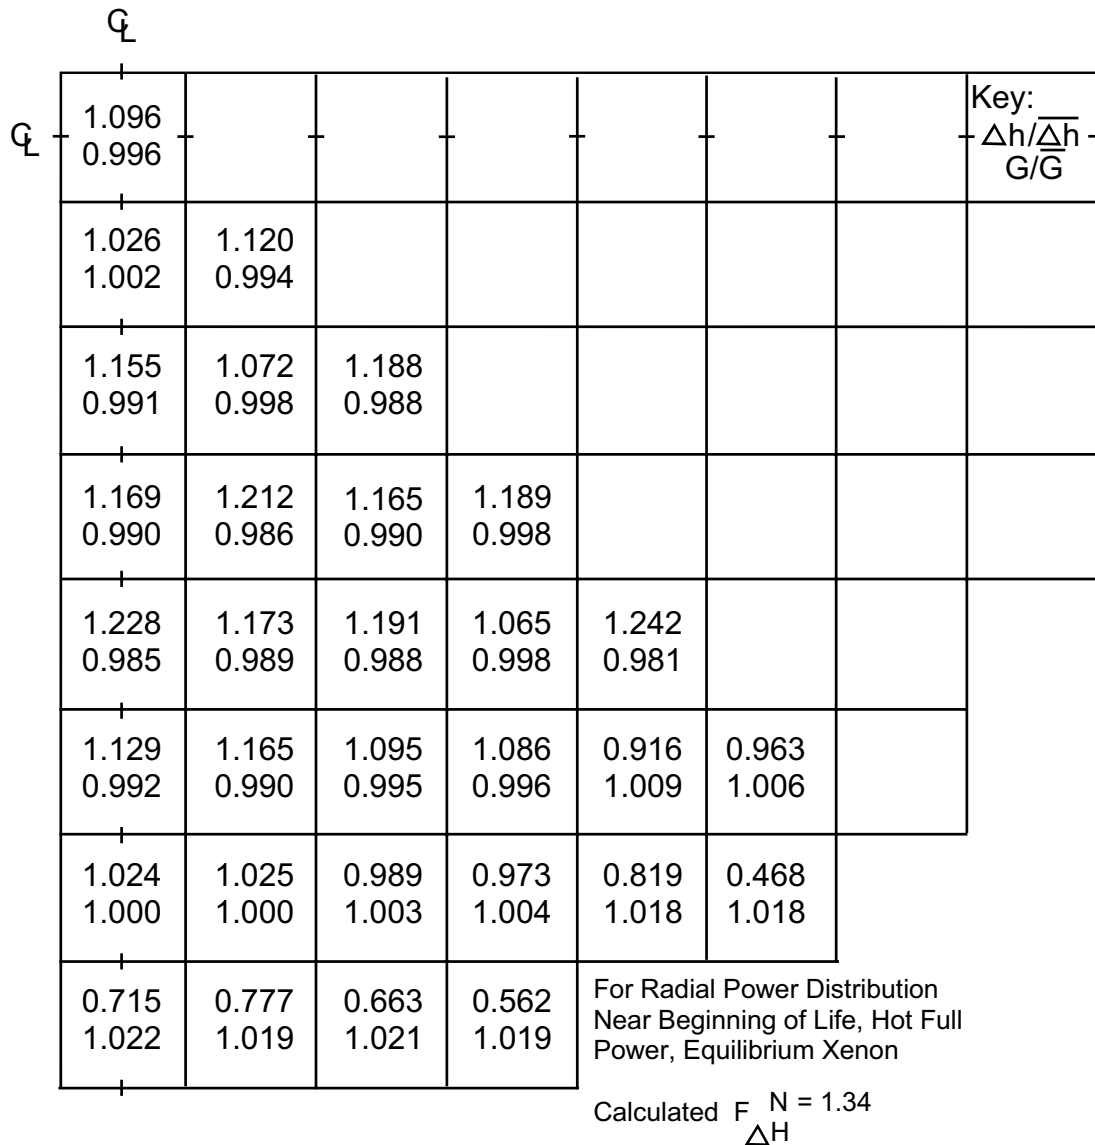 ℄
℄
Key:
Δh/Δh̅
G/G̅
1.096
0.996
1.026 1.120
1.002 0.994
1.155 1.072 1.188
0.991 0.998 0.988
1.169 1.212 1.165 1.189
0.990 0.986 0.990 0.998
1.228 1.173 1.191 1.065 1.242
0.985 0.989 0.988 0.998 0.981
1.129 1.165 1.095 1.086 0.916 0.963
0.992 0.990 0.995 0.996 1.009 1.006
1.024 1.025 0.989 0.973 0.819 0.468
1.000 1.000 1.003 1.004 1.018 1.018
0.715 0.777 0.663 0.562
1.022 1.019 1.021 1.019
For Radial Power Distribution
Near Beginning of Life, Hot Full
Power, Equilibrium Xenon
Calculated F N = 1.34
ΔH